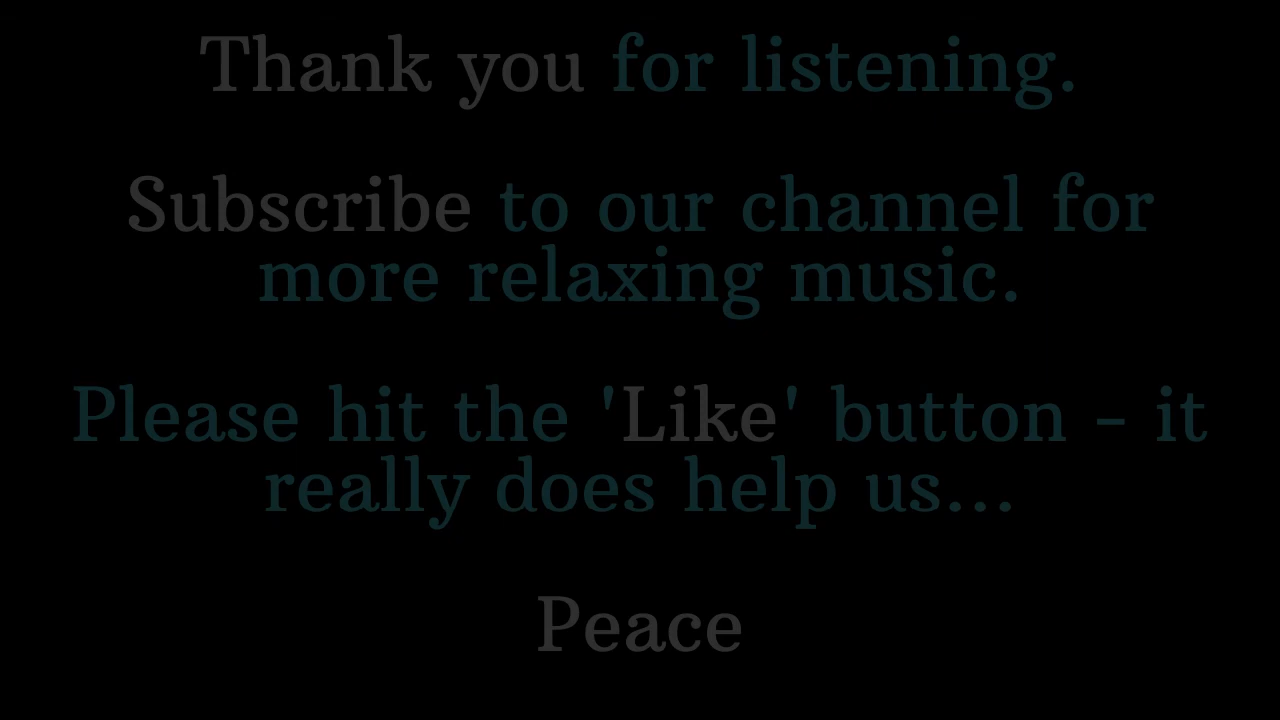 Thank you for listening.
Subscribe to our channel for
more relaxing music.
Please hit the 'Like' button - it
really does help us...
Peace